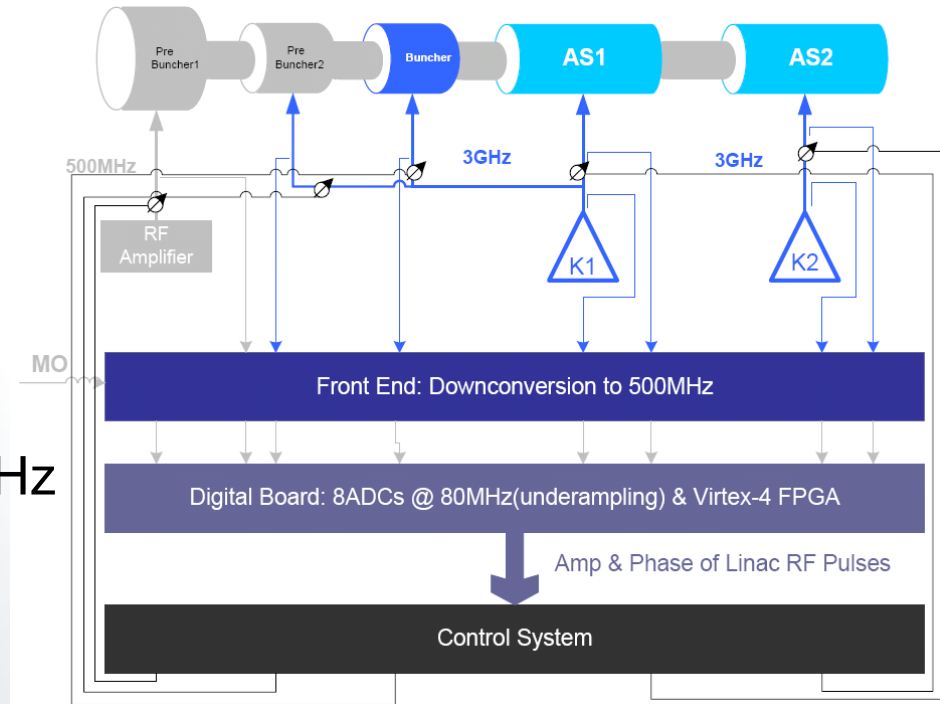 Pre
Buncher1
Pre
Buncher2
Buncher
AS1
AS2
500MHz
3GHz
3GHz
RF
Amplifier
K1
K2
MO
Front End: Downconversion to 500MHz
Hz
Digital Board: 8ADCs @ 80MHz(underampling) & Virtex-4 FPGA
Amp & Phase of Linac RF Pulses
Control System